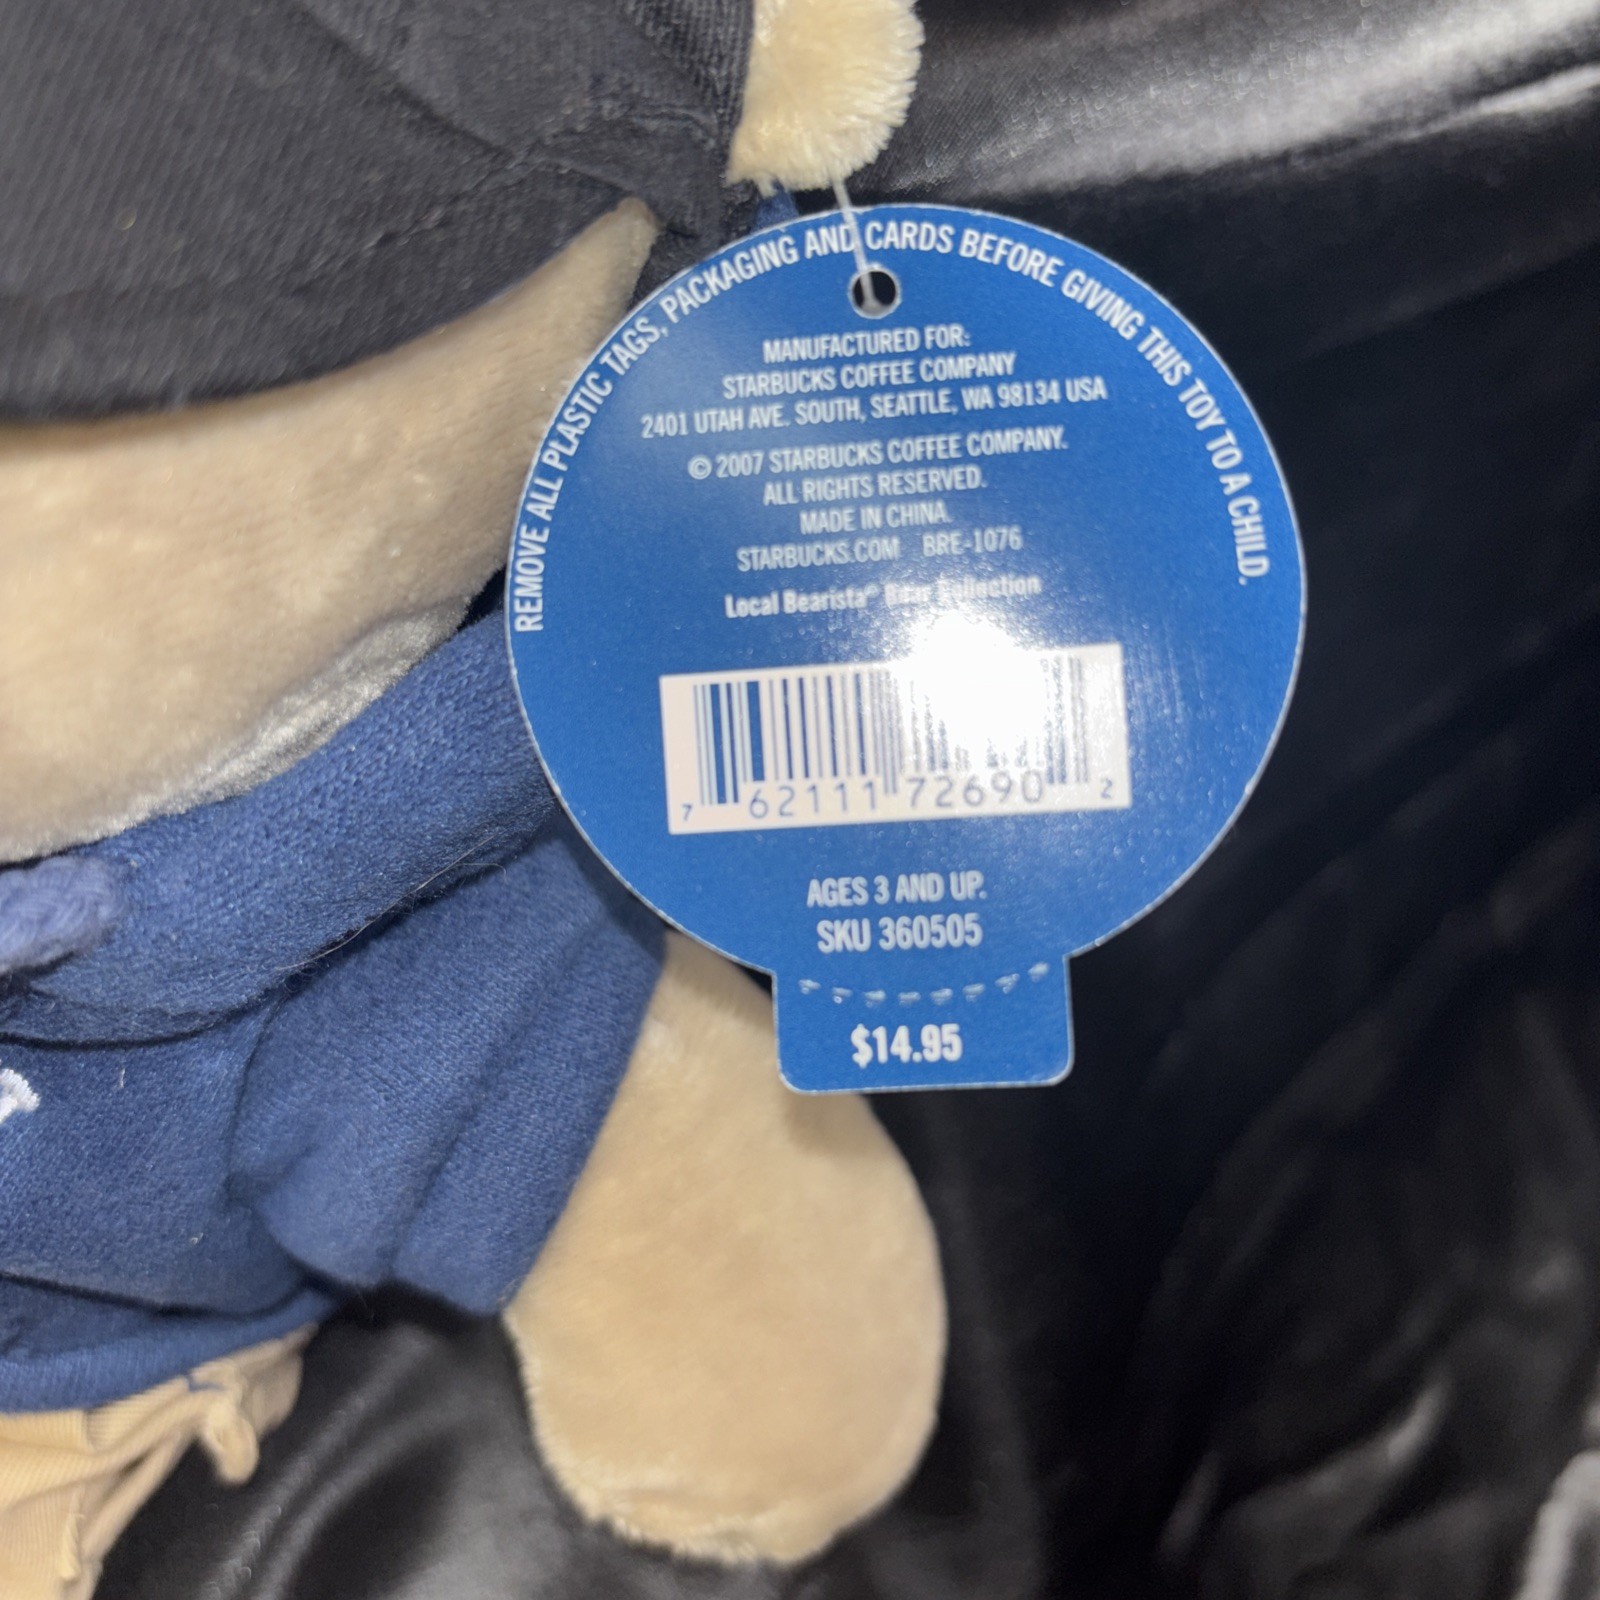 REMOVE ALL PLASTIC TAGS, PACKAGING AND CARDS BEFORE GIVING THIS TOY TO A CHILD.
MANUFACTURED FOR:
STARBUCKS COFFEE COMPANY
2401 UTAH AVE. SOUTH, SEATTLE, WA 98134 USA
© 2007 STARBUCKS COFFEE COMPANY.
ALL RIGHTS RESERVED.
MADE IN CHINA.
STARBUCKS.COM BRE-1076
Local Bearista® Bear Collection
7 62111 72690 2
AGES 3 AND UP.
SKU 360505
$14.95